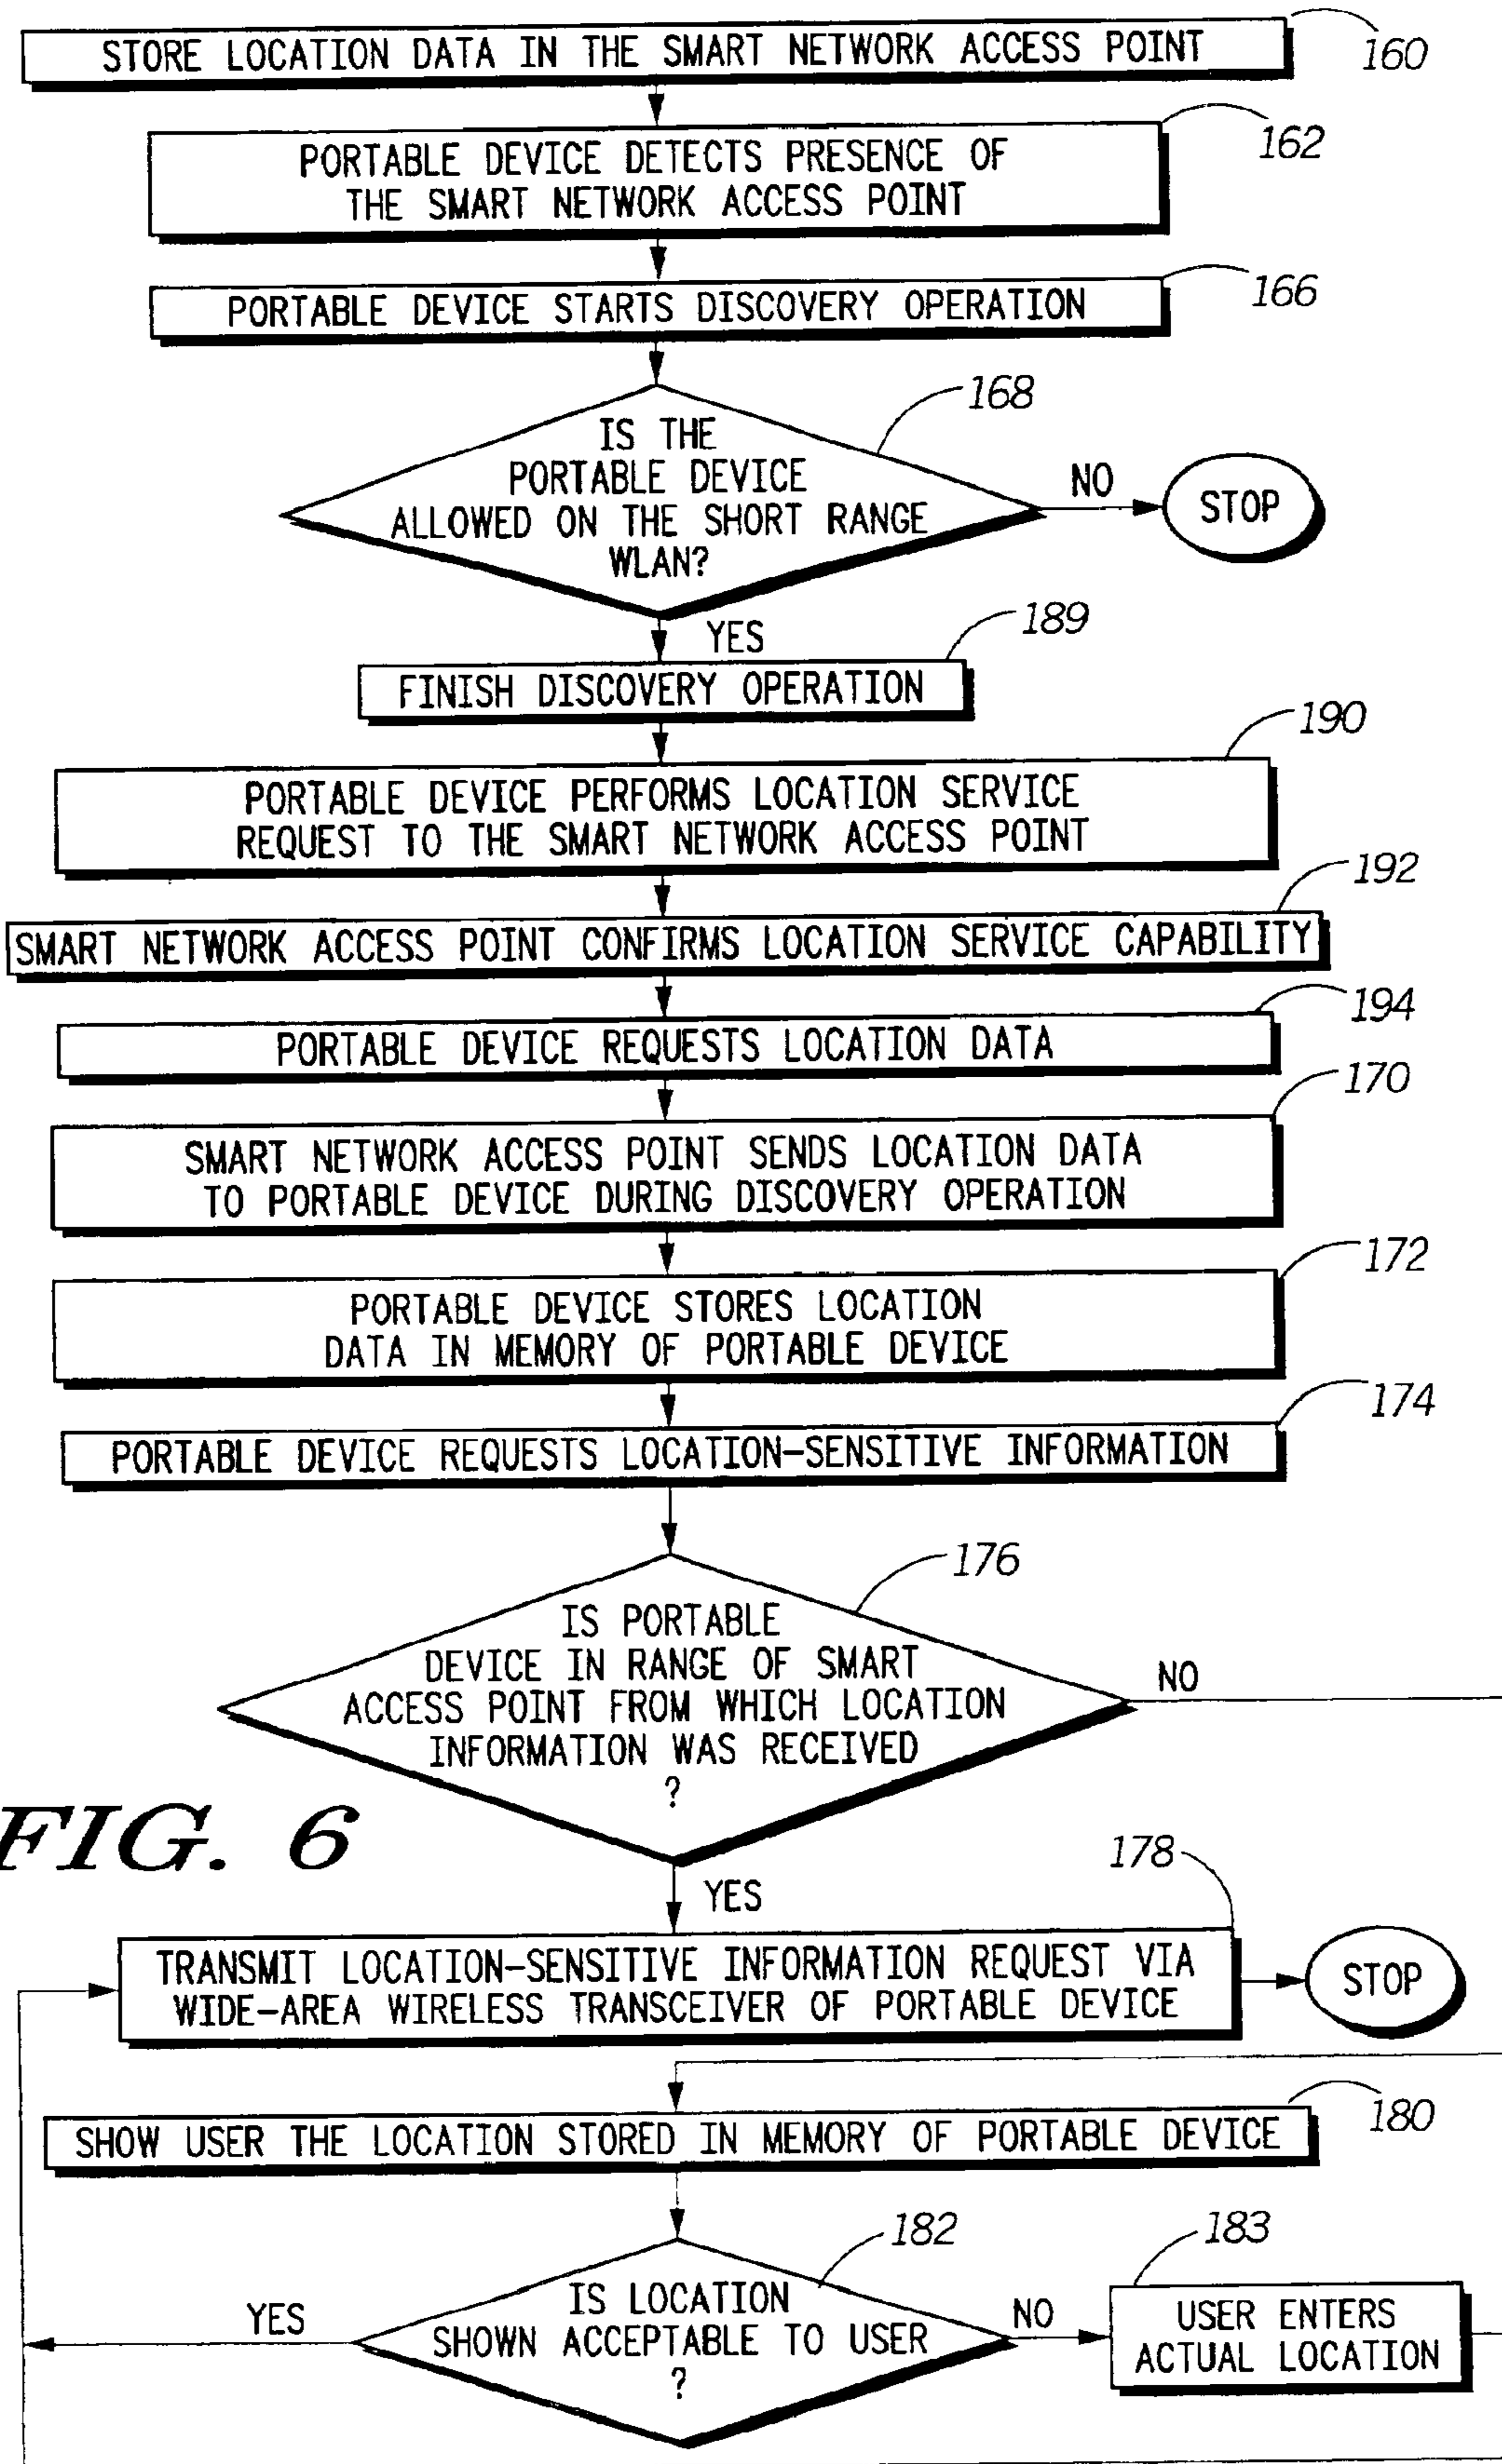 STORE LOCATION DATA IN THE SMART NETWORK ACCESS POINT
160
PORTABLE DEVICE DETECTS PRESENCE OF
THE SMART NETWORK ACCESS POINT
162
PORTABLE DEVICE STARTS DISCOVERY OPERATION
166
168
IS THE
PORTABLE DEVICE
ALLOWED ON THE SHORT RANGE
WLAN?
NO
STOP
YES
189
FINISH DISCOVERY OPERATION
190
PORTABLE DEVICE PERFORMS LOCATION SERVICE
REQUEST TO THE SMART NETWORK ACCESS POINT
192
SMART NETWORK ACCESS POINT CONFIRMS LOCATION SERVICE CAPABILITY
194
PORTABLE DEVICE REQUESTS LOCATION DATA
170
SMART NETWORK ACCESS POINT SENDS LOCATION DATA
TO PORTABLE DEVICE DURING DISCOVERY OPERATION
172
PORTABLE DEVICE STORES LOCATION
DATA IN MEMORY OF PORTABLE DEVICE
174
PORTABLE DEVICE REQUESTS LOCATION-SENSITIVE INFORMATION
176
IS PORTABLE
DEVICE IN RANGE OF SMART
ACCESS POINT FROM WHICH LOCATION
INFORMATION WAS RECEIVED
?
NO
FIG. 6
YES
178
TRANSMIT LOCATION-SENSITIVE INFORMATION REQUEST VIA
WIDE-AREA WIRELESS TRANSCEIVER OF PORTABLE DEVICE
STOP
180
SHOW USER THE LOCATION STORED IN MEMORY OF PORTABLE DEVICE
182
IS LOCATION
SHOWN ACCEPTABLE TO USER
?
YES
NO
183
USER ENTERS
ACTUAL LOCATION